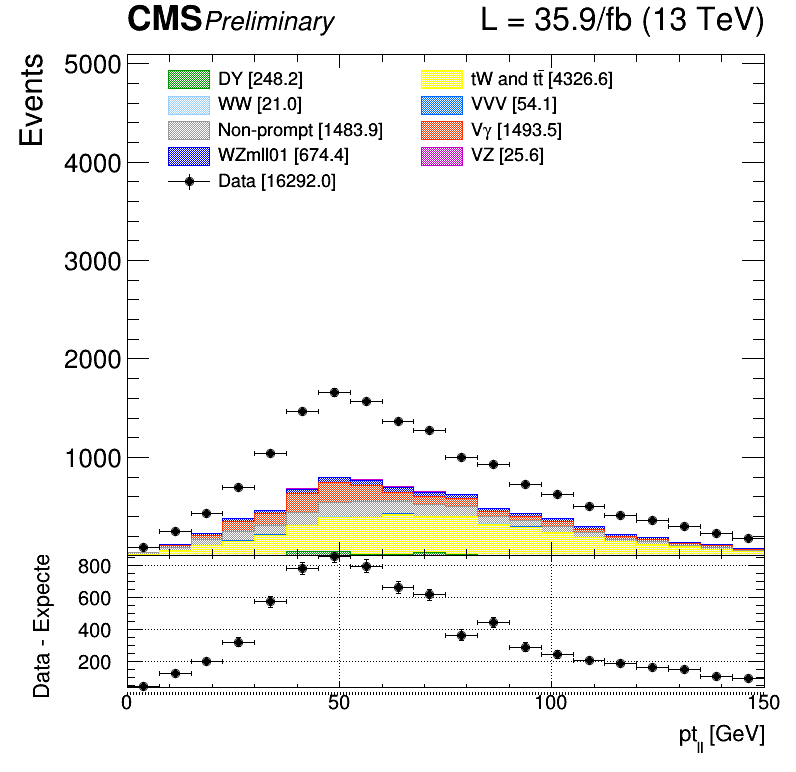 CMS Preliminary L = 35.9/fb (13 TeV)
Events
5000
4000
3000
2000
1000
DY [248.2] tW and tt̄ [4326.6]
WW [21.0] VVV [54.1]
Non-prompt [1483.9] Vγ [1493.5]
WZmll01 [674.4] VZ [25.6]
Data [16292.0]
Data - Expecte
800
600
400
200
0 50 100 150
pt_ll [GeV]